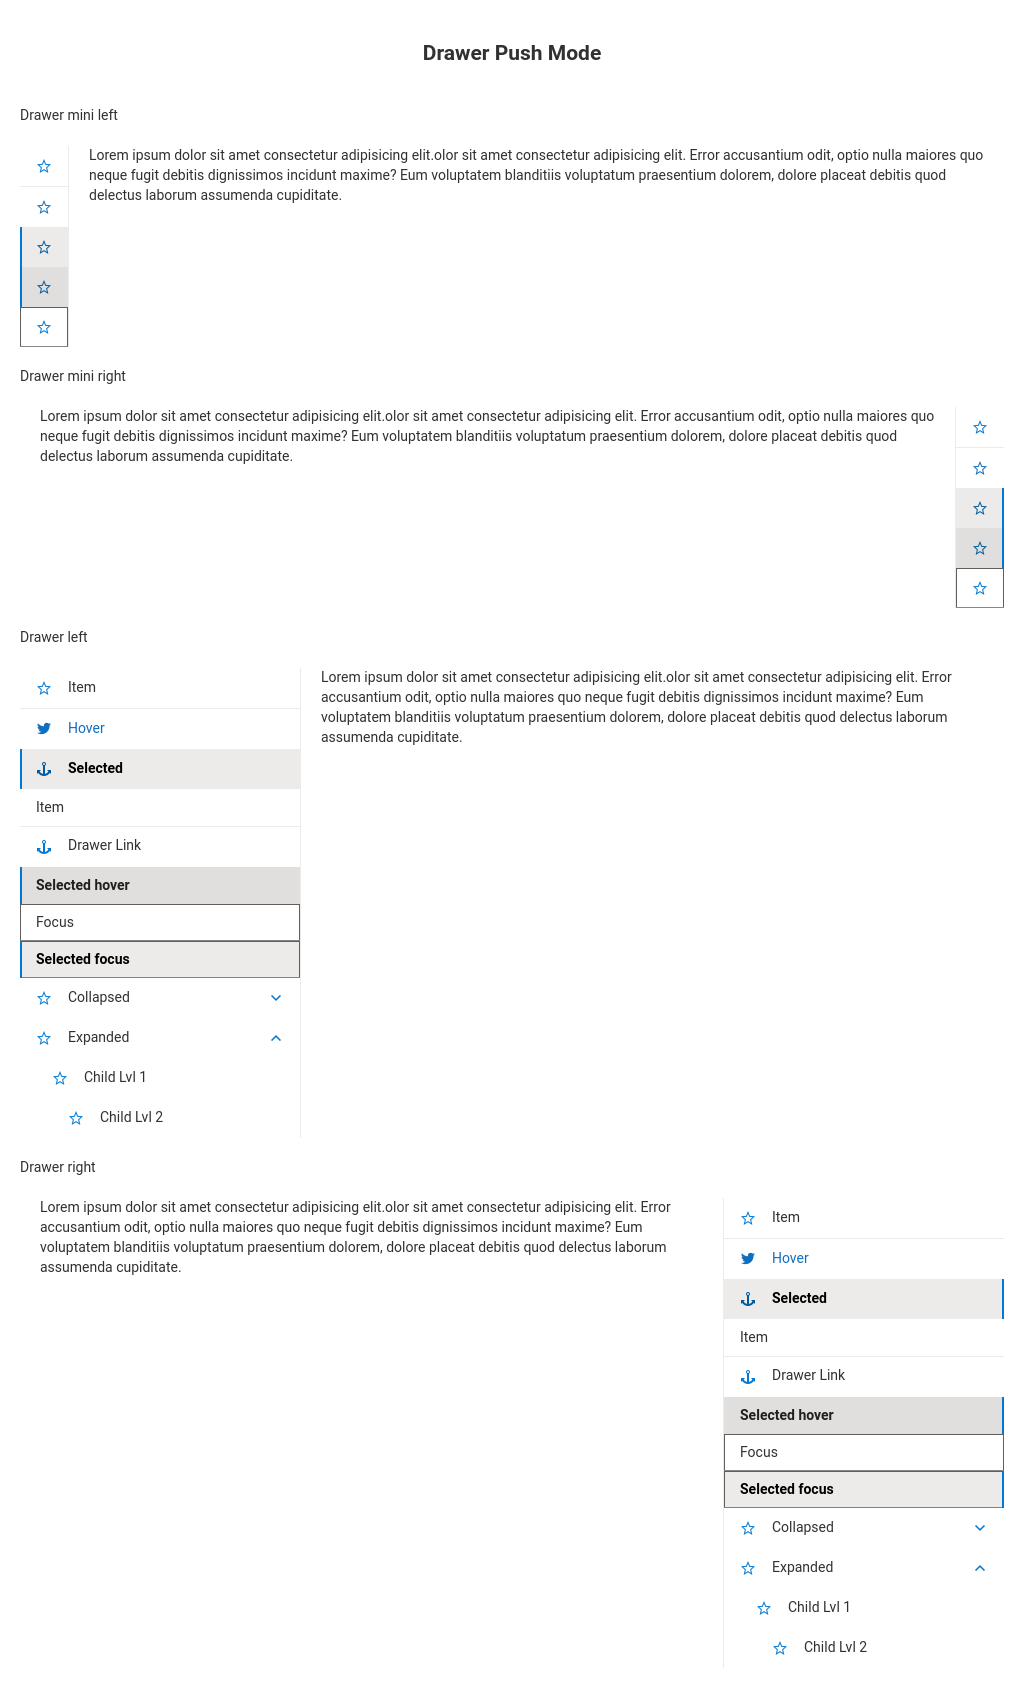 Drawer Push Mode
Drawer mini left
Lorem ipsum dolor sit amet consectetur adipisicing elit.olor sit amet consectetur adipisicing elit. Error accusantium odit, optio nulla maiores quo
neque fugit debitis dignissimos incidunt maxime? Eum voluptatem blanditiis voluptatum praesentium dolorem, dolore placeat debitis quod
delectus laborum assumenda cupiditate.
Drawer mini right
Lorem ipsum dolor sit amet consectetur adipisicing elit.olor sit amet consectetur adipisicing elit. Error accusantium odit, optio nulla maiores quo
neque fugit debitis dignissimos incidunt maxime? Eum voluptatem blanditiis voluptatum praesentium dolorem, dolore placeat debitis quod
delectus laborum assumenda cupiditate.
Drawer left
Item
Hover
Selected
Item
Drawer Link
Selected hover
Focus
Selected focus
Collapsed
Expanded
Child Lvl 1
Child Lvl 2
Lorem ipsum dolor sit amet consectetur adipisicing elit.olor sit amet consectetur adipisicing elit. Error
accusantium odit, optio nulla maiores quo neque fugit debitis dignissimos incidunt maxime? Eum
voluptatem blanditiis voluptatum praesentium dolorem, dolore placeat debitis quod delectus laborum
assumenda cupiditate.
Drawer right
Lorem ipsum dolor sit amet consectetur adipisicing elit.olor sit amet consectetur adipisicing elit. Error
accusantium odit, optio nulla maiores quo neque fugit debitis dignissimos incidunt maxime? Eum
voluptatem blanditiis voluptatum praesentium dolorem, dolore placeat debitis quod delectus laborum
assumenda cupiditate.
Item
Hover
Selected
Item
Drawer Link
Selected hover
Focus
Selected focus
Collapsed
Expanded
Child Lvl 1
Child Lvl 2